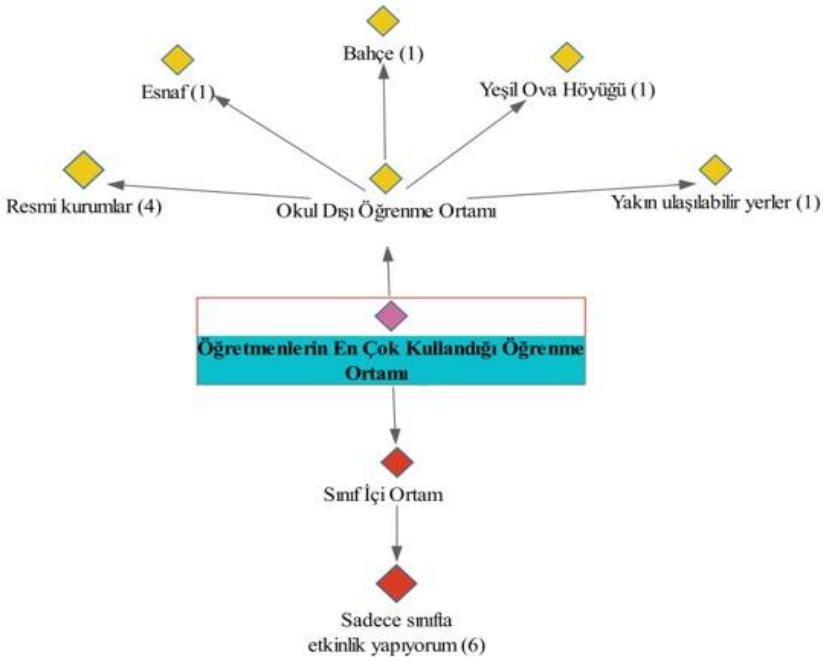 Bahçe (1)
Esnaf (1)
Yeşil Ova Höyüğü (1)
Resmi kurumlar (4)
Okul Dışı Öğrenme Ortamı
Yakın ulaşılabilir yerler (1)
Öğretmenlerin En Çok Kullandığı Öğrenme
Ortamı
Sınıf İçi Ortam
Sadece sınıfta
etkinlik yapıyorum (6)